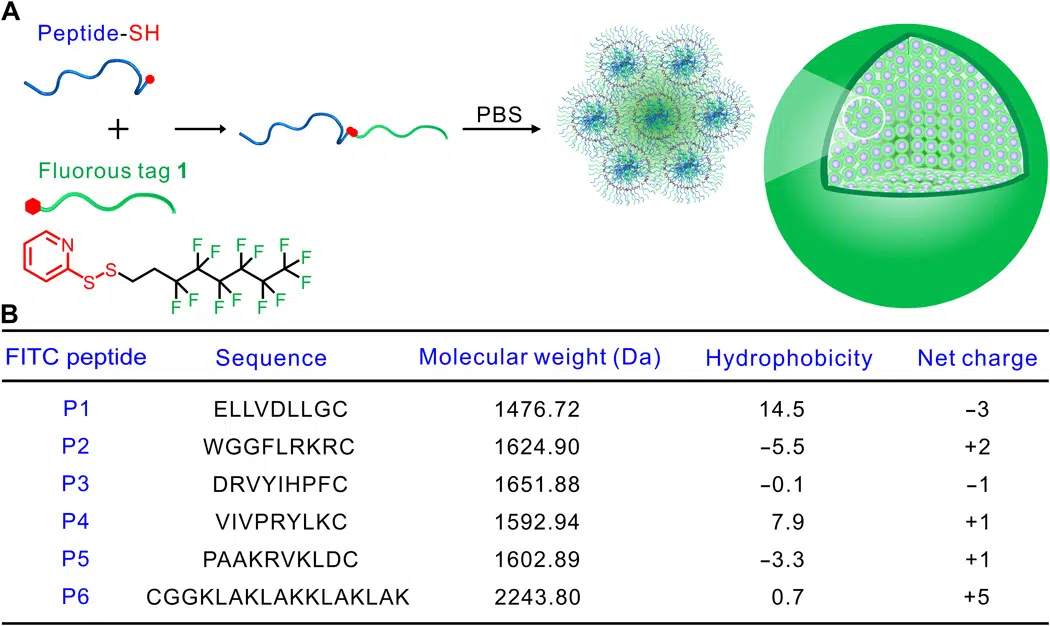 A
Peptide-SH
+
Fluorous tag 1
PBS
N
S
S
F F F F F F
F F F F F F F
B
FITC peptide Sequence Molecular weight (Da) Hydrophobicity Net charge
P1 ELLVDLLGC 1476.72 14.5 −3
P2 WGGFLRKRC 1624.90 −5.5 +2
P3 DRVYIHPFC 1651.88 −0.1 −1
P4 VIVPRYLKC 1592.94 7.9 +1
P5 PAAKRVKLDC 1602.89 −3.3 +1
P6 CGGKLAKLAKKLAKLAK 2243.80 0.7 +5